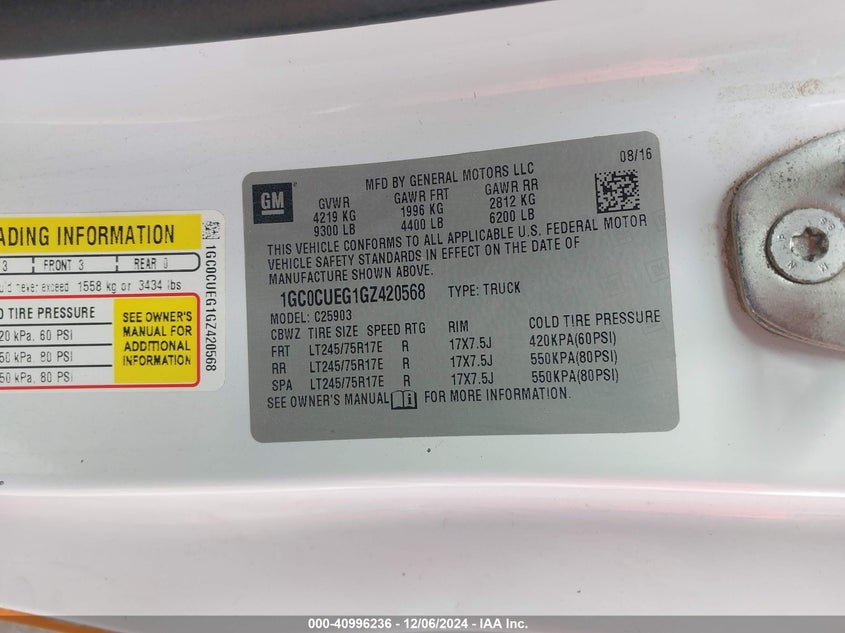 ADING INFORMATION
3 FRONT 3 REAR 0
never exceed 1558 kg or 3434 lbs
D TIRE PRESSURE
20 kPa, 60 PSI
50 kPa, 80 PSI
50 kPa, 80 PSI
SEE OWNER'S
MANUAL FOR
ADDITIONAL
INFORMATION
1GC0CUEG1GZ420568
GM
MFD BY GENERAL MOTORS LLC
08/16
GVWR GAWR FRT GAWR RR
4219 KG 1996 KG 2812 KG
9300 LB 4400 LB 6200 LB
THIS VEHICLE CONFORMS TO ALL APPLICABLE U.S. FEDERAL MOTOR
VEHICLE SAFETY STANDARDS IN EFFECT ON THE DATE OF
MANUFACTURE SHOWN ABOVE.
1GC0CUEG1GZ420568 TYPE: TRUCK
MODEL: C25903
CBWZ TIRE SIZE SPEED RTG RIM COLD TIRE PRESSURE
FRT LT245/75R17E R 17X7.5J 420KPA(60PSI)
RR LT245/75R17E R 17X7.5J 550KPA(80PSI)
SPA LT245/75R17E R 17X7.5J 550KPA(80PSI)
SEE OWNER'S MANUAL FOR MORE INFORMATION.
000-40996236 - 12/06/2024 - IAA Inc.